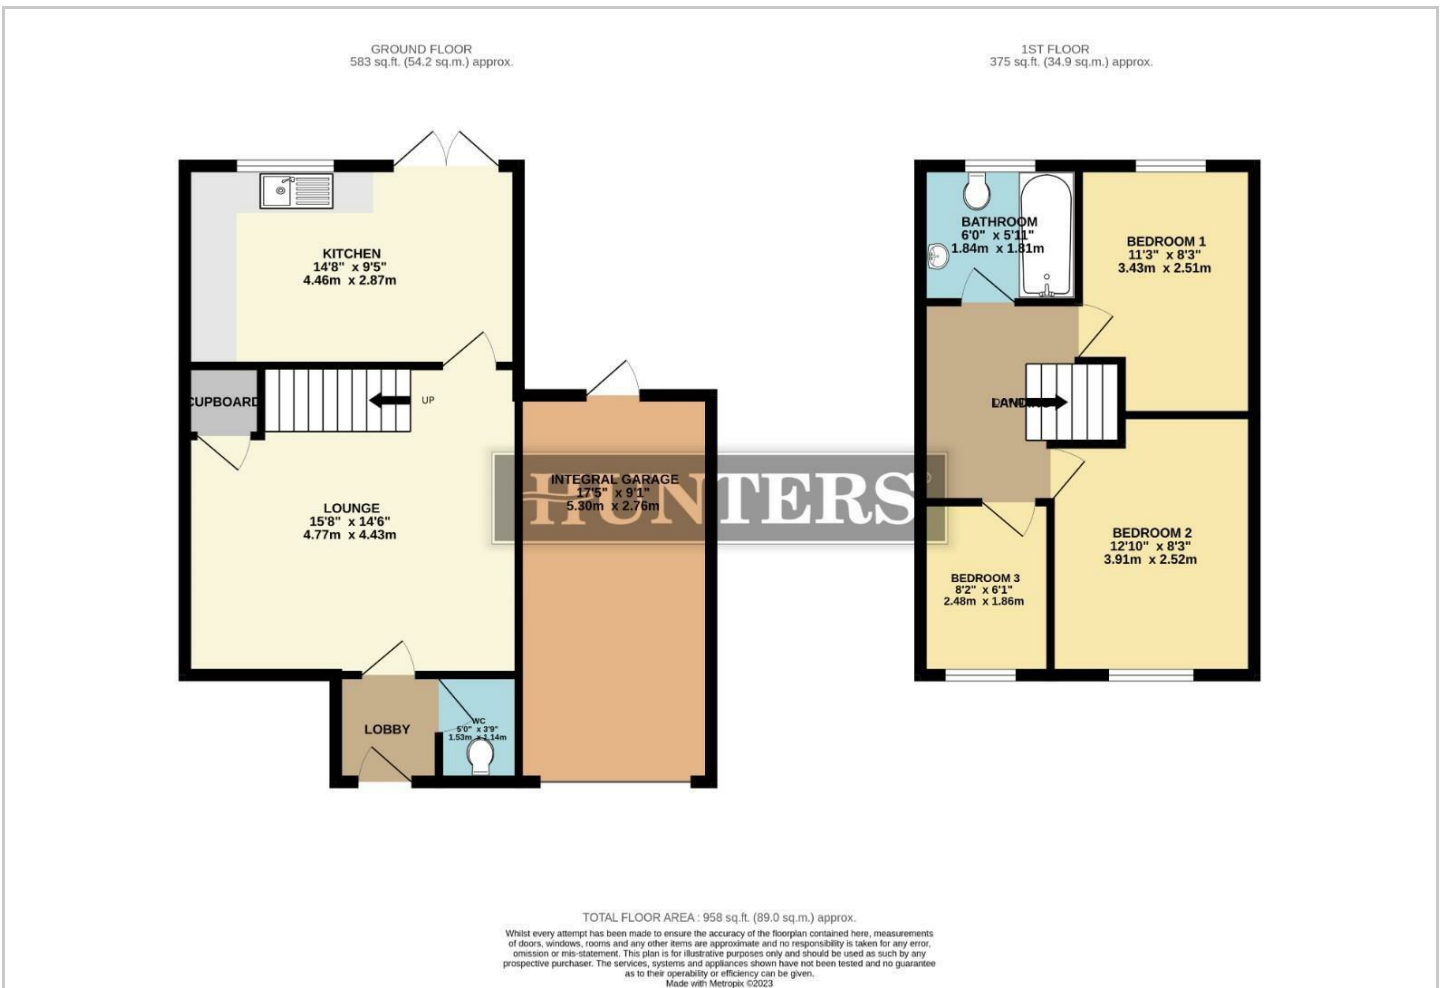 GROUND FLOOR
583 sq.ft. (54.2 sq.m.) approx.
1ST FLOOR
375 sq.ft. (34.9 sq.m.) approx.
KITCHEN
14'8" x 9'5"
4.46m x 2.87m
CUPBOARD
UP
LOUNGE
15'8" x 14'6"
4.77m x 4.43m
INTEGRAL GARAGE
17'5" x 9'1"
5.30m x 2.76m
HUNTERS
LOBBY
WC
5'0" x 3'9"
1.53m x 1.14m
BATHROOM
6'0" x 5'11"
1.84m x 1.81m
BEDROOM 1
11'3" x 8'3"
3.43m x 2.51m
LANDING
BEDROOM 2
12'10" x 8'3"
3.91m x 2.52m
BEDROOM 3
8'2" x 6'1"
2.48m x 1.86m
TOTAL FLOOR AREA : 958 sq.ft. (89.0 sq.m.) approx.
Whilst every attempt has been made to ensure the accuracy of the floorplan contained here, measurements
of doors, windows, rooms and any other items are approximate and no responsibility is taken for any error,
omission or mis-statement. This plan is for illustrative purposes only and should be used as such by any
prospective purchaser. The services, systems and appliances shown have not been tested and no guarantee
as to their operability or efficiency can be given.
Made with Metropix ©2023